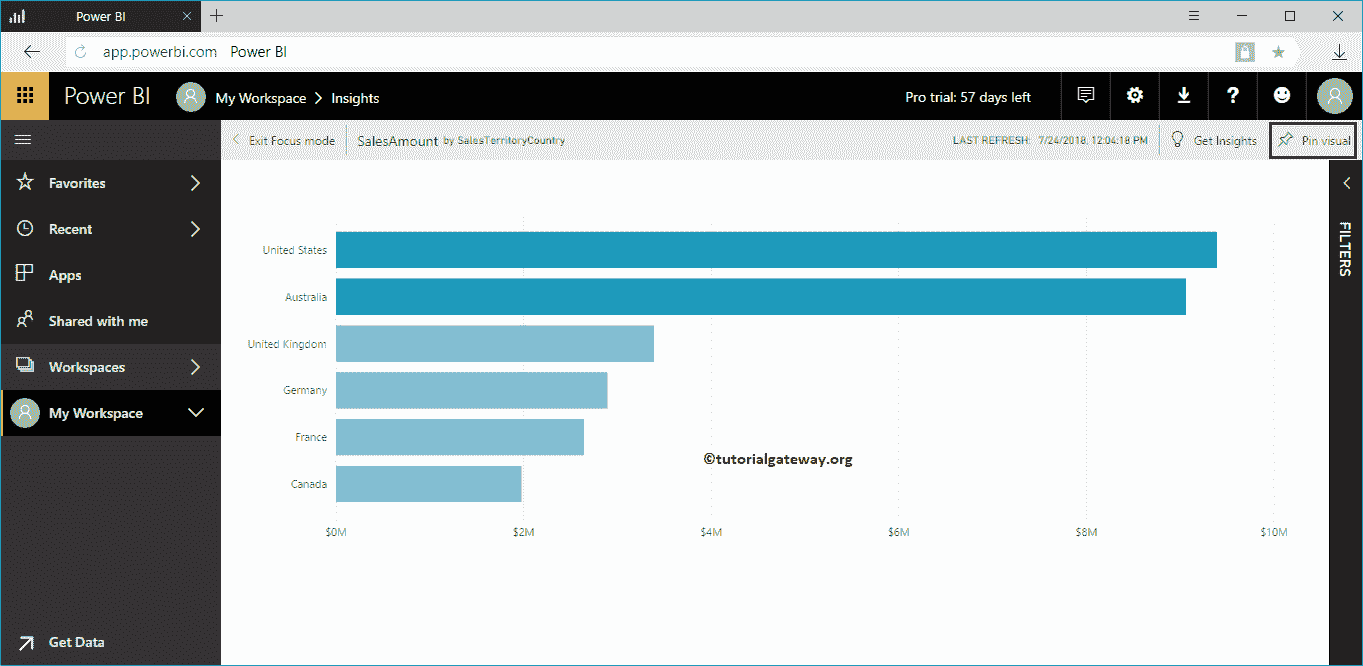 Power BI
app.powerbi.com Power BI
Power BI My Workspace > Insights Pro trial: 57 days left ?
Exit Focus mode SalesAmount by SalesTerritoryCountry LAST REFRESH: 7/24/2018, 12:04:18 PM Get Insights Pin visual
Favorites
Recent
Apps
Shared with me
Workspaces
My Workspace
Get Data
United States
Australia
United Kingdom
Germany
France
Canada
$0M $2M $4M $6M $8M $10M
©tutorialgateway.org
FILTERS